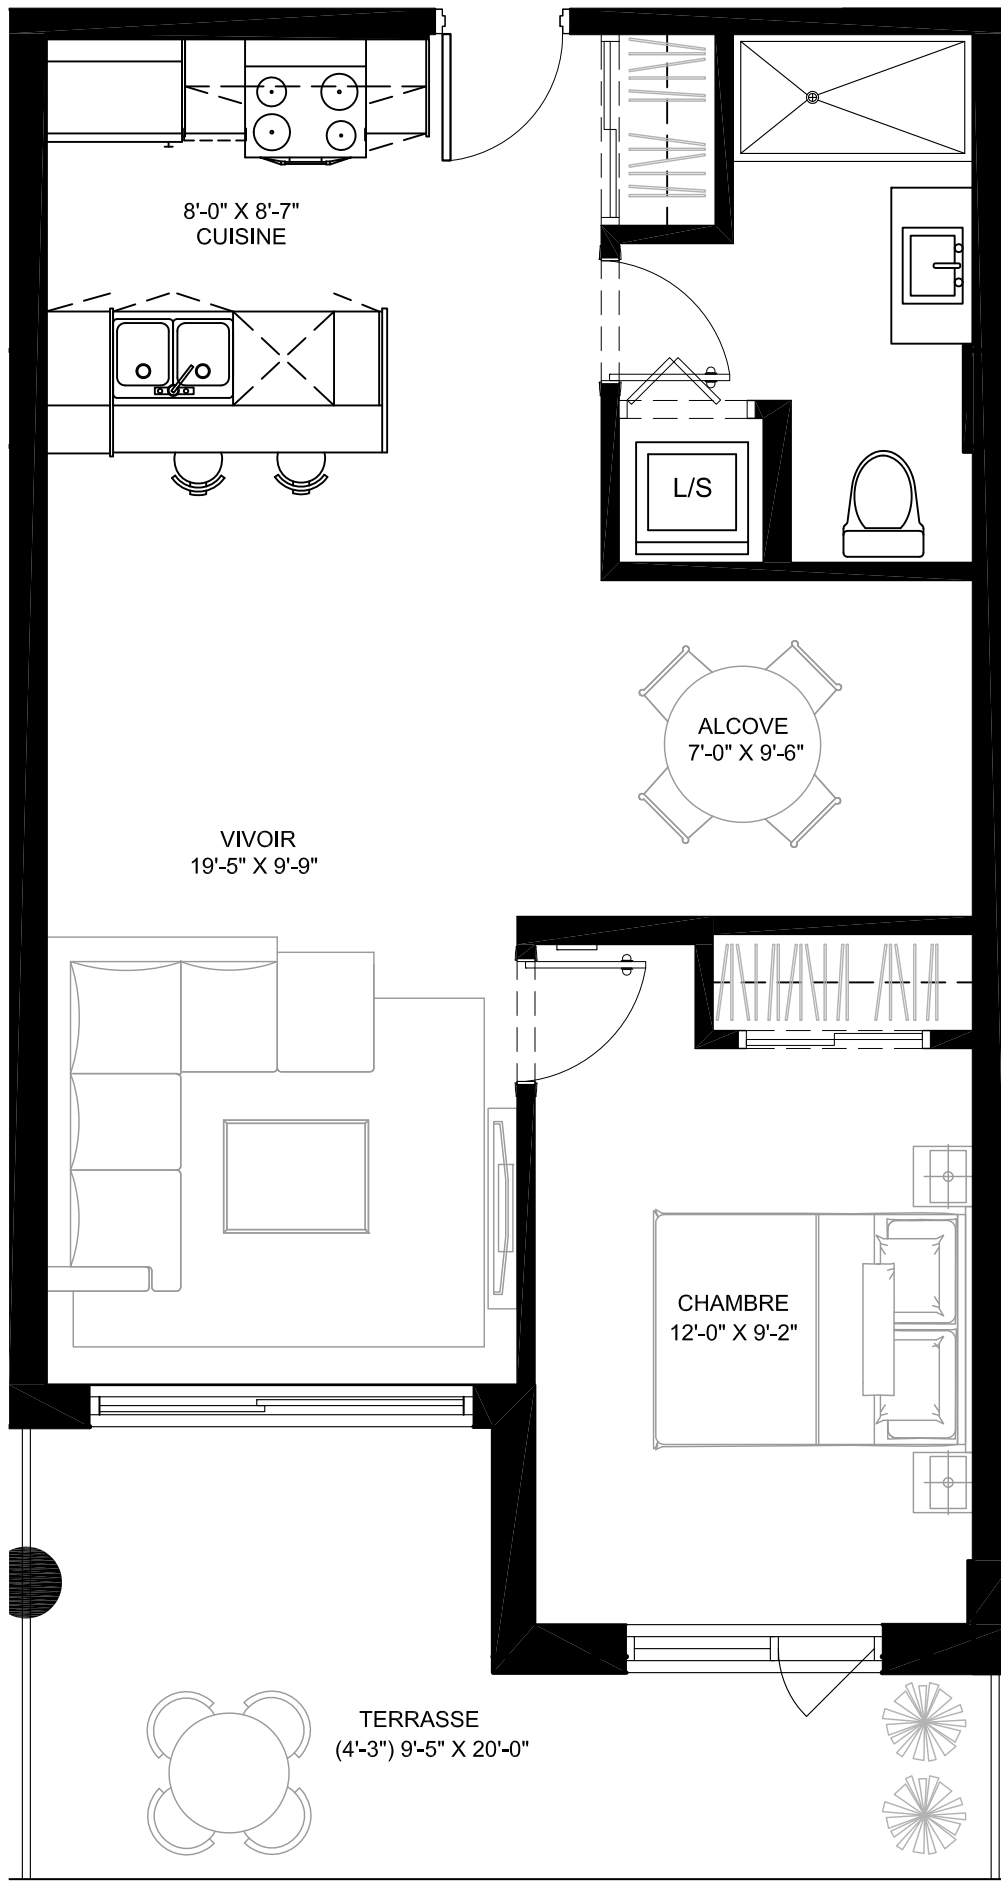 8'-0" X 8'-7"
CUISINE
L/S
ALCOVE
7'-0" X 9'-6"
VIVOIR
19'-5" X 9'-9"
CHAMBRE
12'-0" X 9'-2"
TERRASSE
(4'-3") 9'-5" X 20'-0"